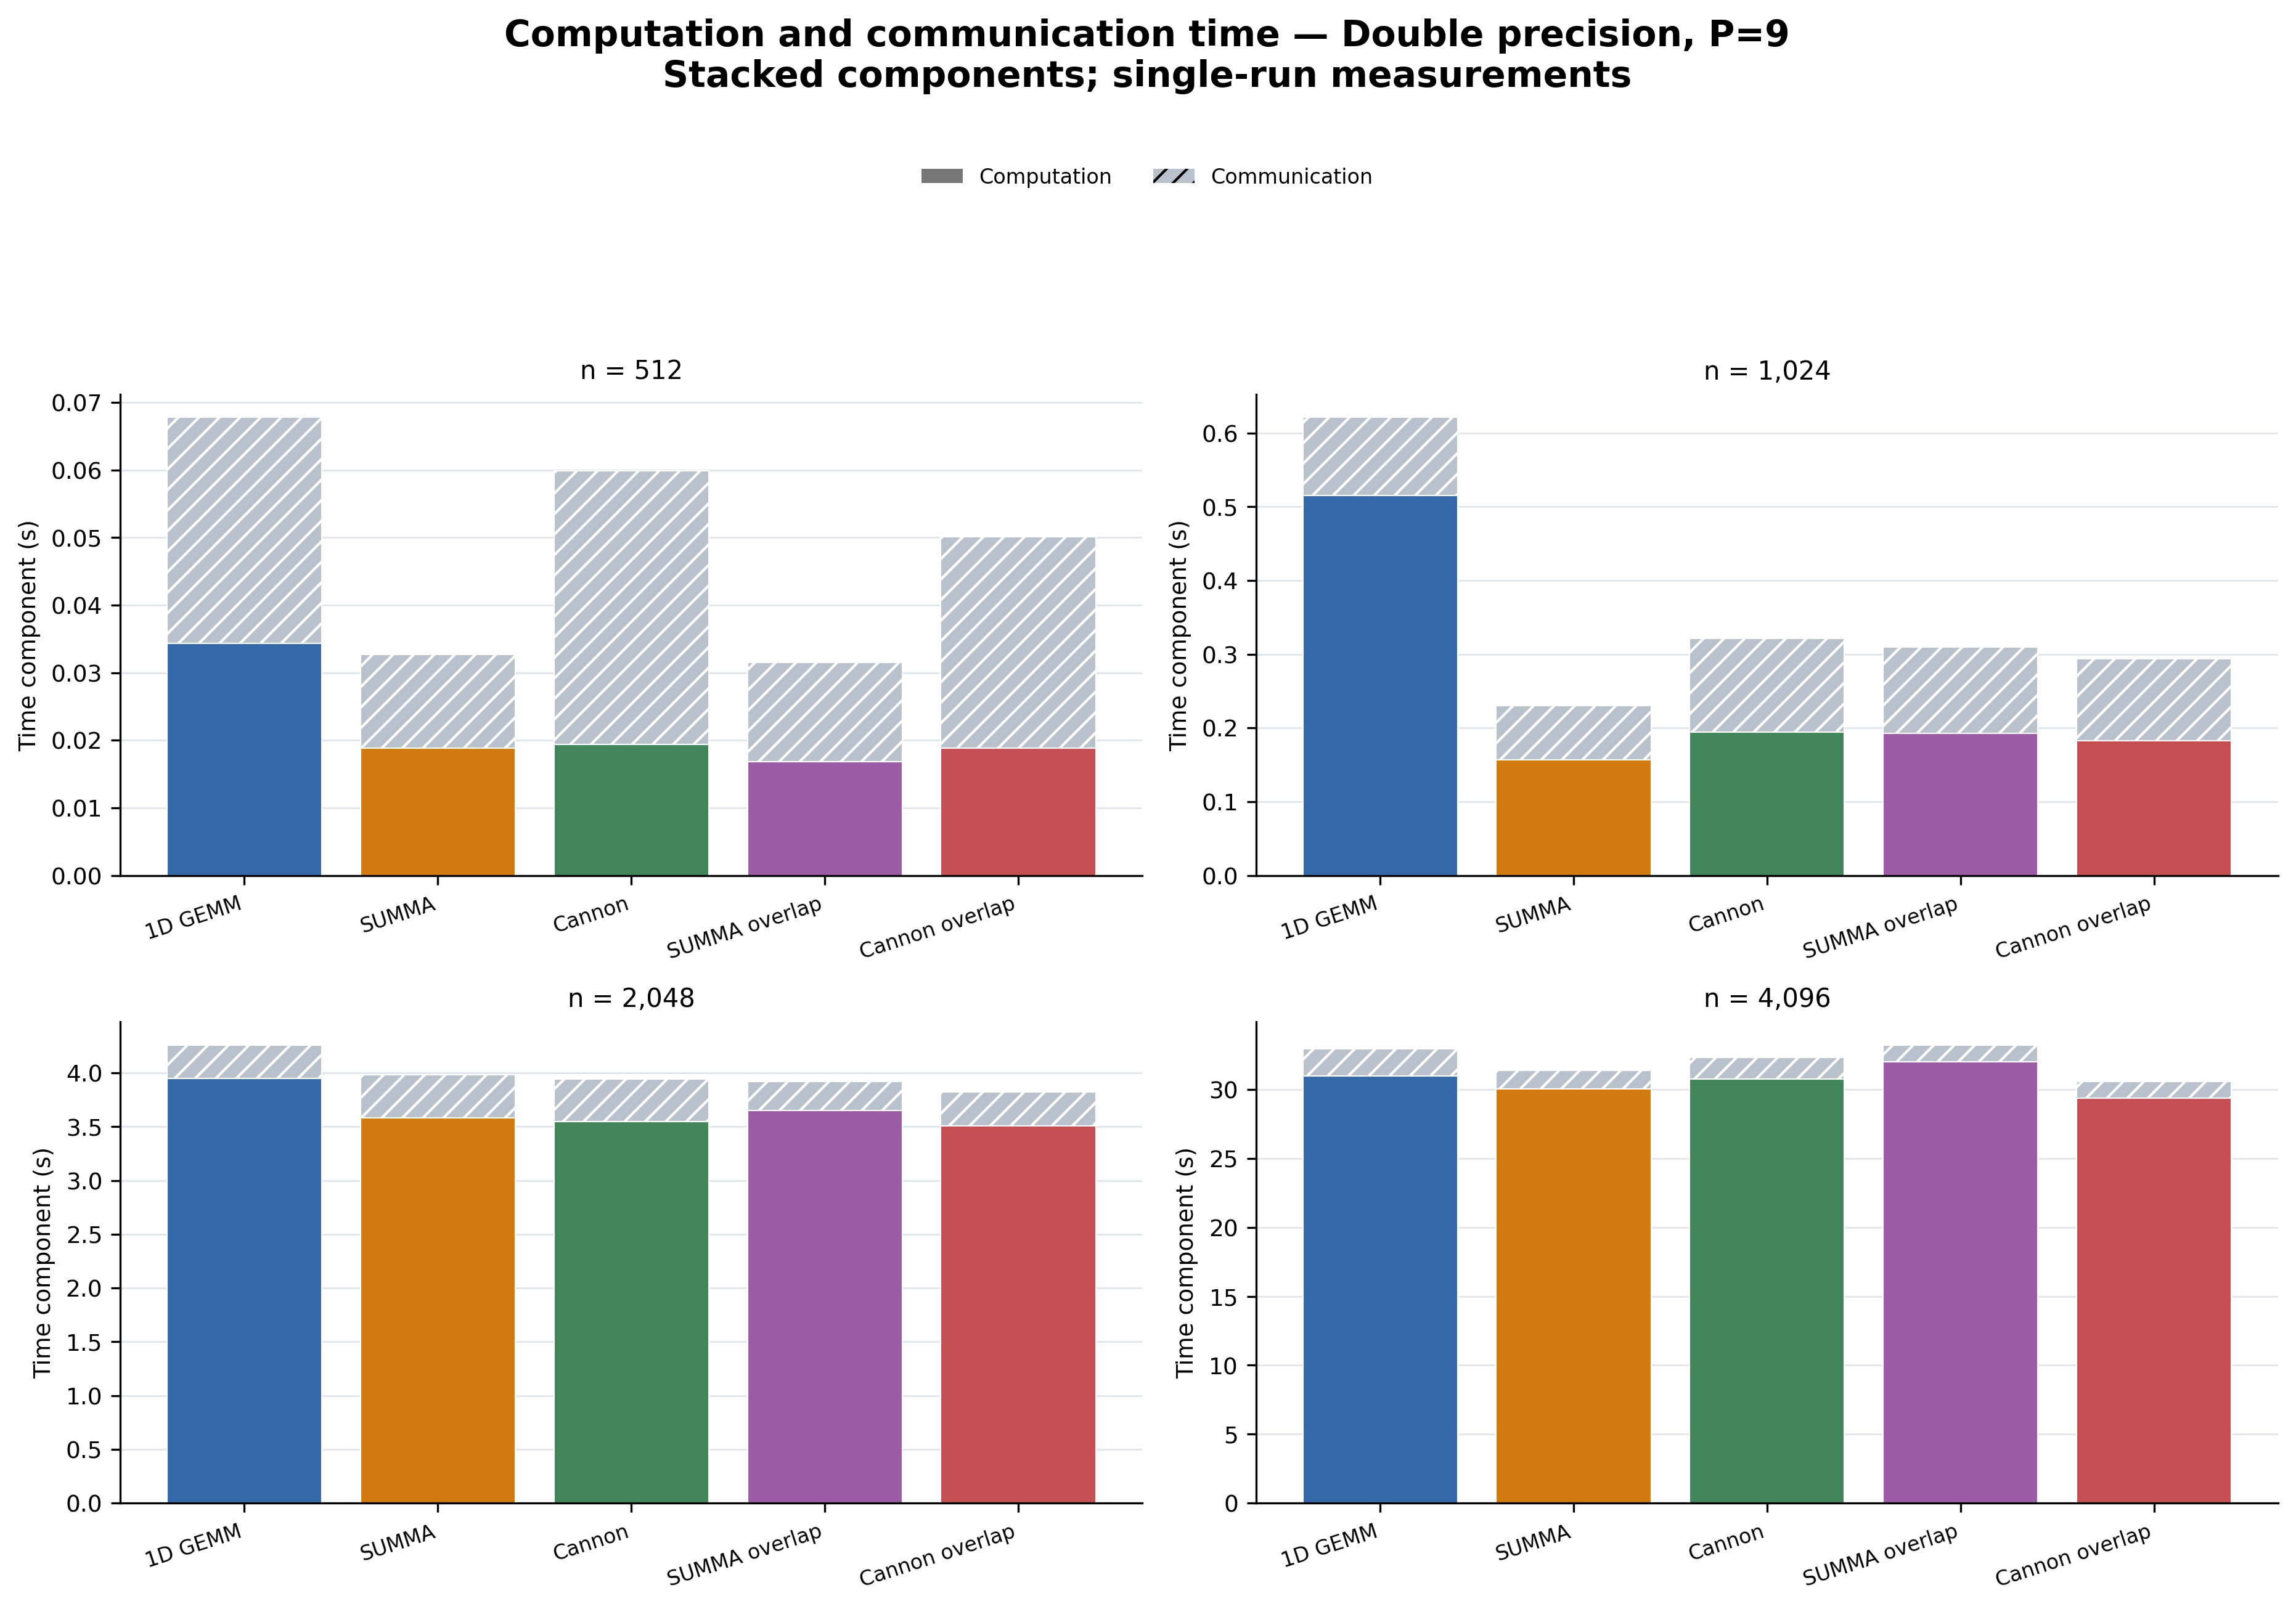 Computation and communication time — Double precision, P=9
Stacked components; single-run measurements
Computation
Communication
n = 512
Time component (s)
0.07
0.06
0.05
0.04
0.03
0.02
0.01
0.00
1D GEMM
SUMMA
Cannon
SUMMA overlap
Cannon overlap
n = 1,024
Time component (s)
0.6
0.5
0.4
0.3
0.2
0.1
0.0
1D GEMM
SUMMA
Cannon
SUMMA overlap
Cannon overlap
n = 2,048
Time component (s)
4.0
3.5
3.0
2.5
2.0
1.5
1.0
0.5
0.0
1D GEMM
SUMMA
Cannon
SUMMA overlap
Cannon overlap
n = 4,096
Time component (s)
30
25
20
15
10
5
0
1D GEMM
SUMMA
Cannon
SUMMA overlap
Cannon overlap